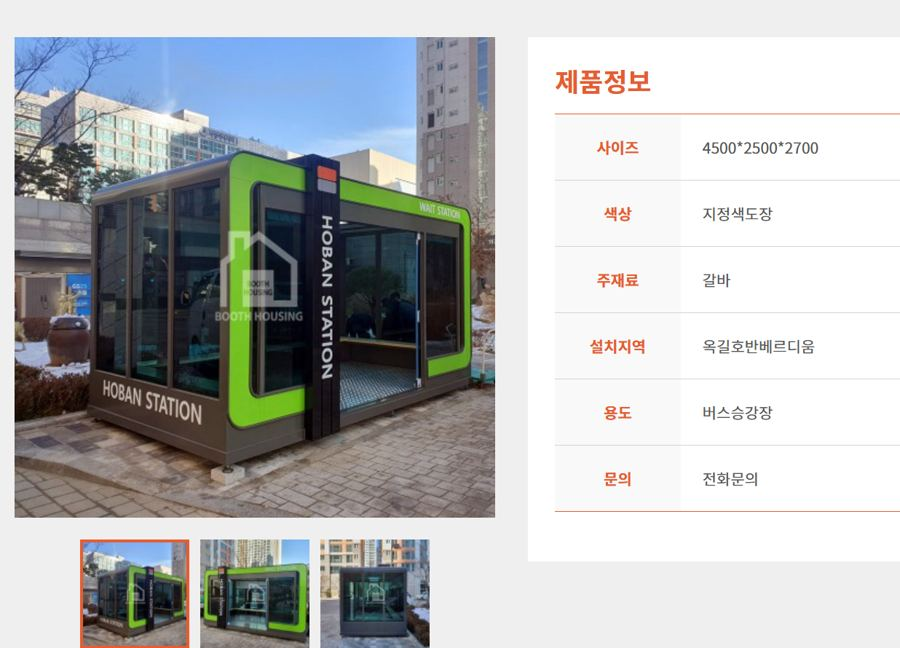 WAIT STATION
HOBAN STATION
BOOTH
HOUSING
BOOTH HOUSING
HOBAN STATION
제품정보
사이즈 4500*2500*2700
색상 지정색도장
주재료 갈바
설치지역 옥길호반베르디움
용도 버스승강장
문의 전화문의